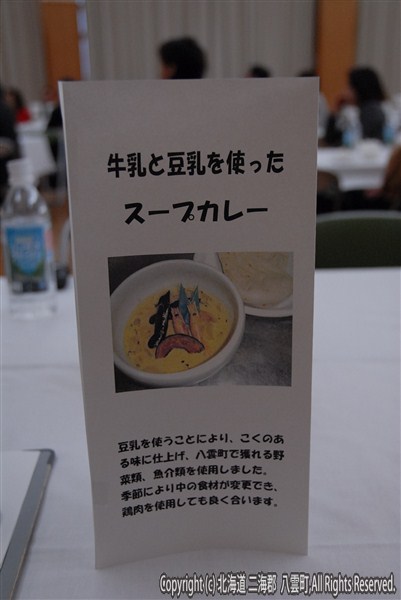 牛乳と豆乳を使った
スープカレー
豆乳を使うことにより、こくのあ
る味に仕上げ、八雲町で獲れる野
菜類、魚介類を使用しました。
季節により中の食材が変更でき、
鶏肉を使用しても良く合います。
Copyright (c) 北海道 二海郡 八雲町,All Rights Reserved.